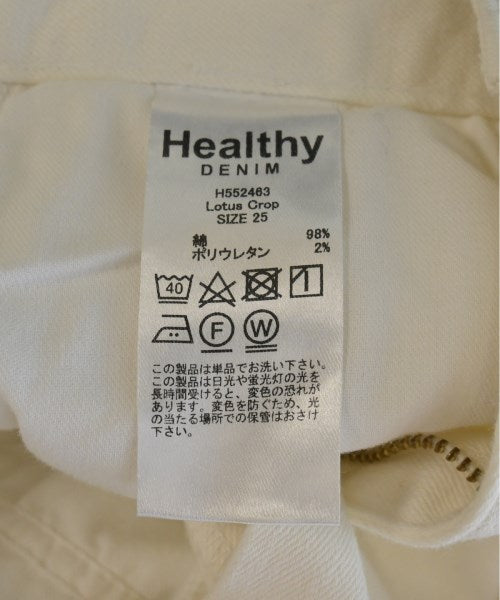 Healthy
DENIM
H552463
Lotus Crop
SIZE 25
綿 98%
ポリウレタン 2%
40
F W
この製品は単品でお洗い下さい。
この製品は日光や蛍光灯の光を
長時間受けると、変色の恐れが
あります。変色を防ぐため、光
の当たる場所での保管はおさけ
下さい。